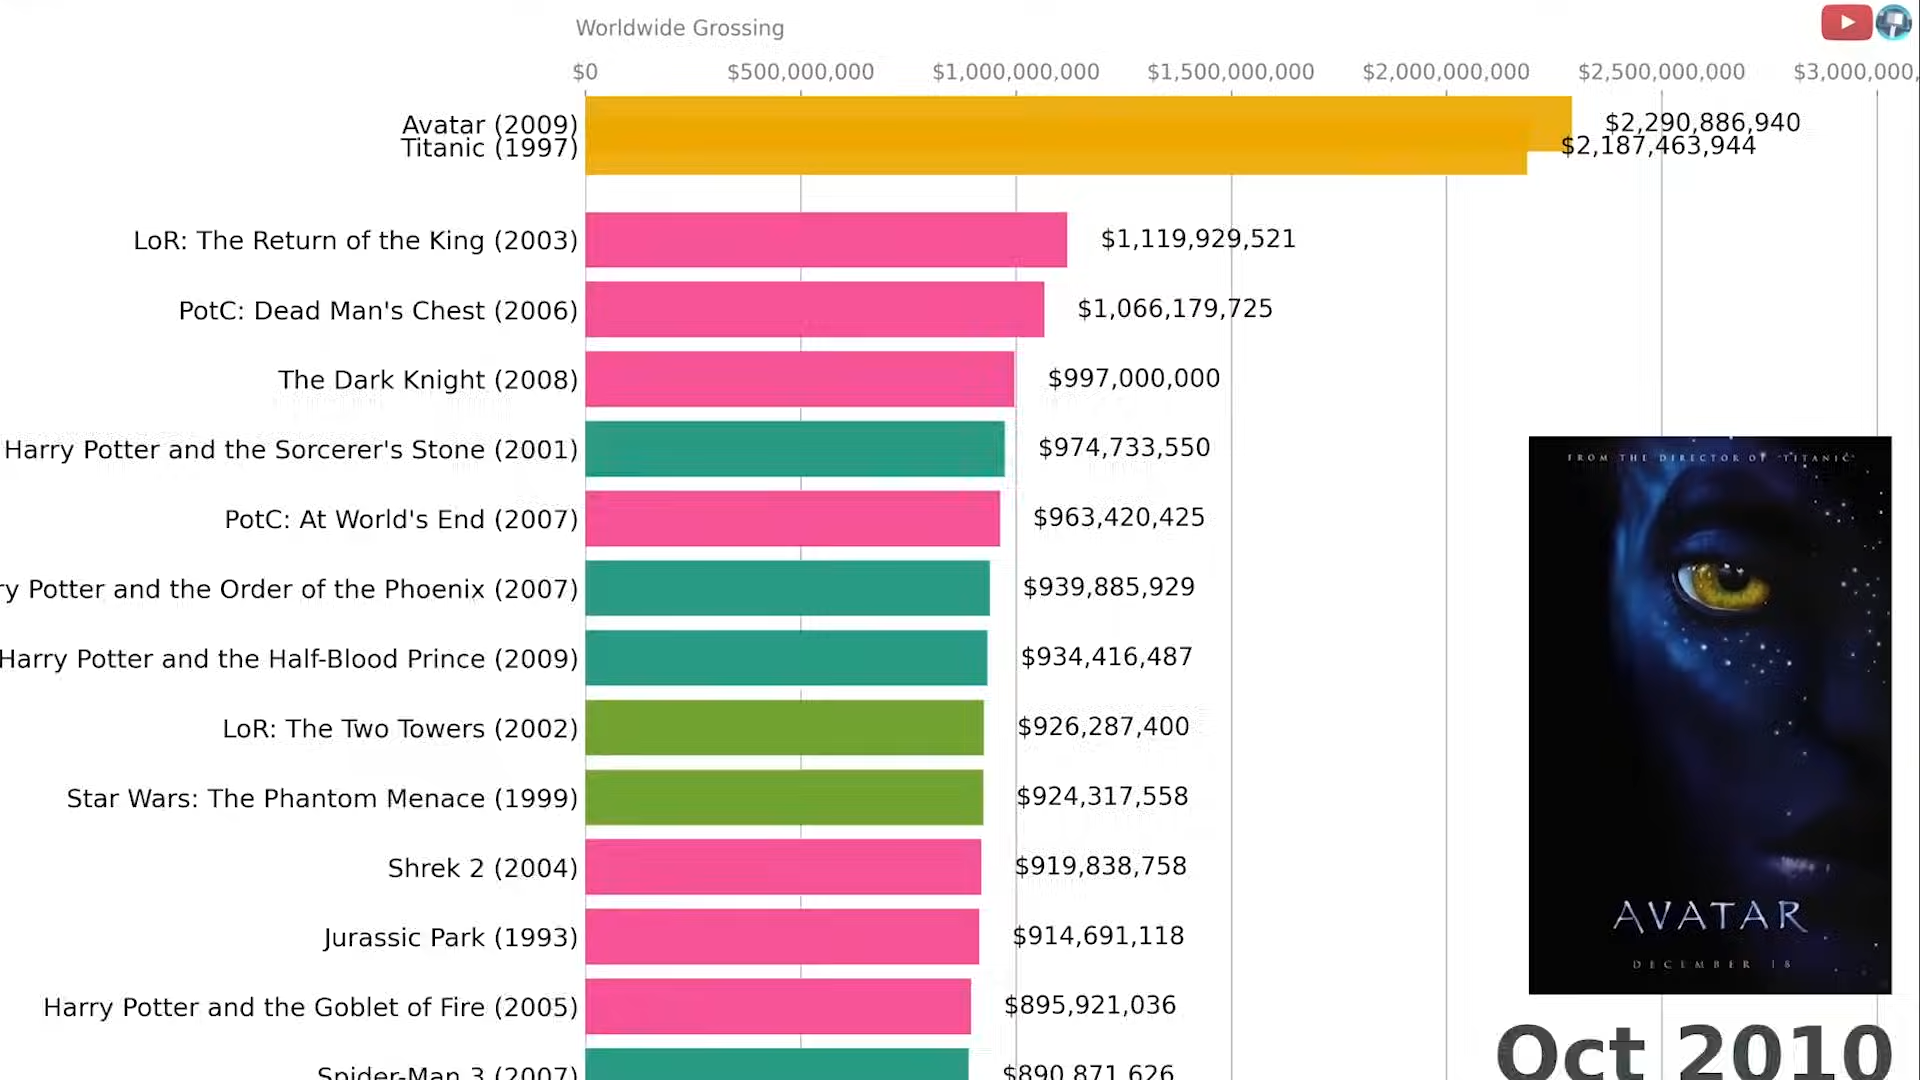 Worldwide Grossing
$0 $500,000,000 $1,000,000,000 $1,500,000,000 $2,000,000,000 $2,500,000,000 $3,000,000,
Avatar (2009) $2,290,886,940
Titanic (1997) $2,187,463,944
LoR: The Return of the King (2003) $1,119,929,521
PotC: Dead Man's Chest (2006) $1,066,179,725
The Dark Knight (2008) $997,000,000
Harry Potter and the Sorcerer's Stone (2001) $974,733,550
PotC: At World's End (2007) $963,420,425
ry Potter and the Order of the Phoenix (2007) $939,885,929
Harry Potter and the Half-Blood Prince (2009) $934,416,487
LoR: The Two Towers (2002) $926,287,400
Star Wars: The Phantom Menace (1999) $924,317,558
Shrek 2 (2004) $919,838,758
Jurassic Park (1993) $914,691,118
Harry Potter and the Goblet of Fire (2005) $895,921,036
Spider-Man 3 (2007) $890,871,626
FROM THE DIRECTOR OF "TITANIC"
AVATAR
DECEMBER 18
Oct 2010